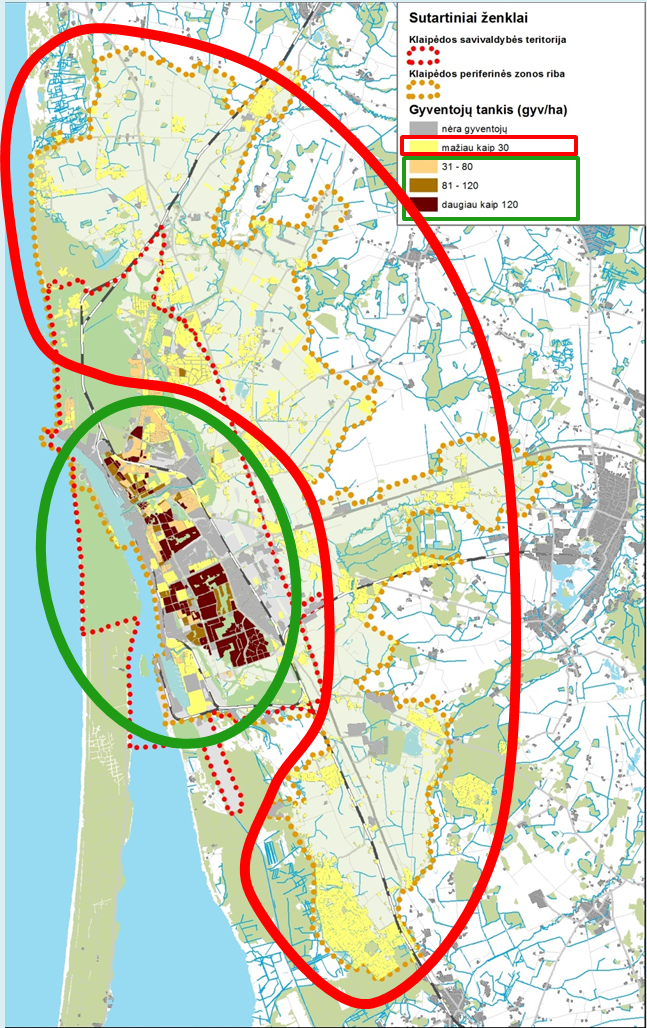 Sutartiniai ženklai
Klaipėdos savivaldybės teritorija
Klaipėdos periferinės zonos riba
Gyventojų tankis (gyv/ha)
nėra gyventojų
mažiau kaip 30
31 - 80
81 - 120
daugiau kaip 120